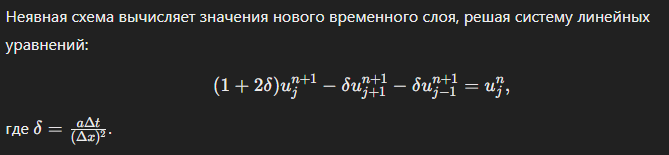 Неявная схема вычисляет значения нового временного слоя, решая систему линейных
уравнений:
$(1 + 2\delta)u_j^{n+1} - \delta u_{j+1}^{n+1} - \delta u_{j-1}^{n+1} = u_j^n,$
где $\delta = \frac{a\Delta t}{(\Delta x)^2}.$